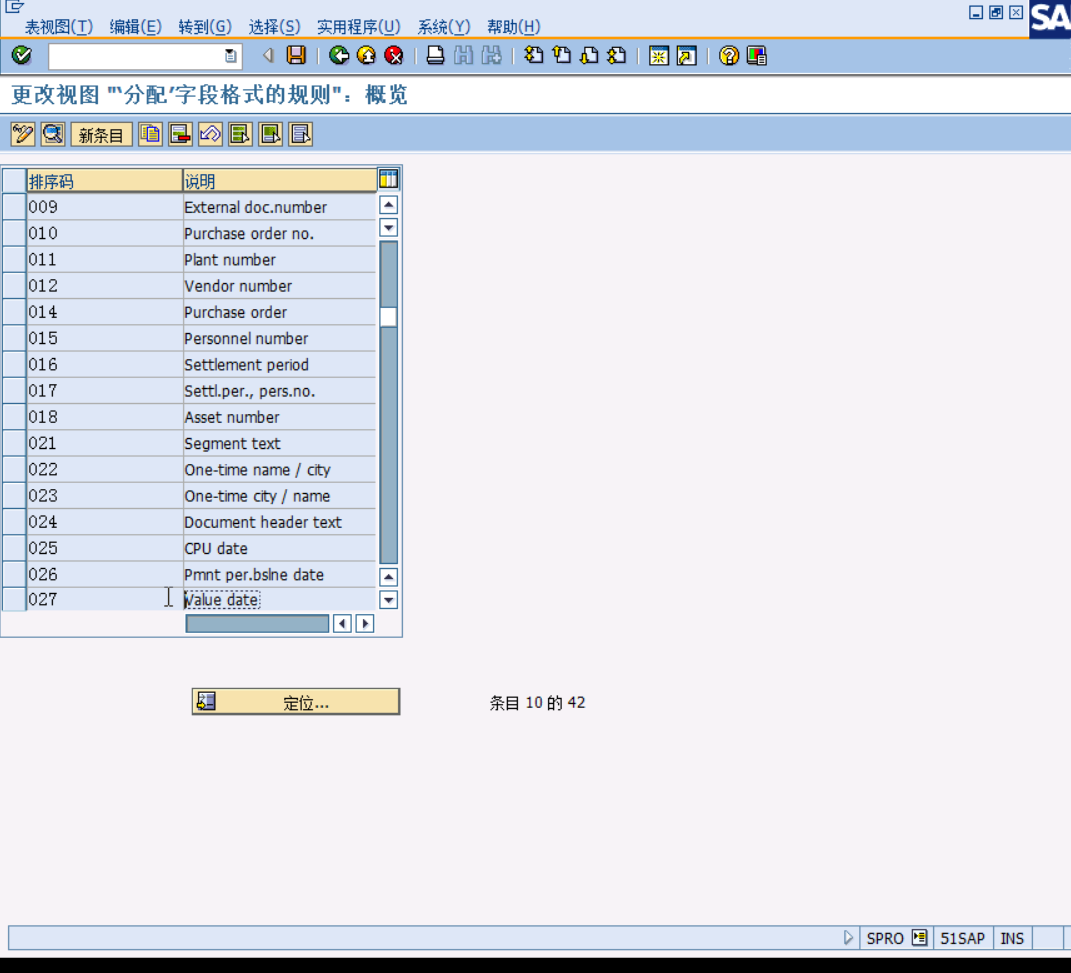 表视图(T) 编辑(E) 转到(G) 选择(S) 实用程序(U) 系统(Y) 帮助(H)
SA
更改视图 "'分配'字段格式的规则"：概览
新条目
排序码 说明
009 External doc.number
010 Purchase order no.
011 Plant number
012 Vendor number
014 Purchase order
015 Personnel number
016 Settlement period
017 Settl.per., pers.no.
018 Asset number
021 Segment text
022 One-time name / city
023 One-time city / name
024 Document header text
025 CPU date
026 Pmnt per.bslne date
027 Value date
定位... 条目 10 的 42
SPRO 51SAP INS